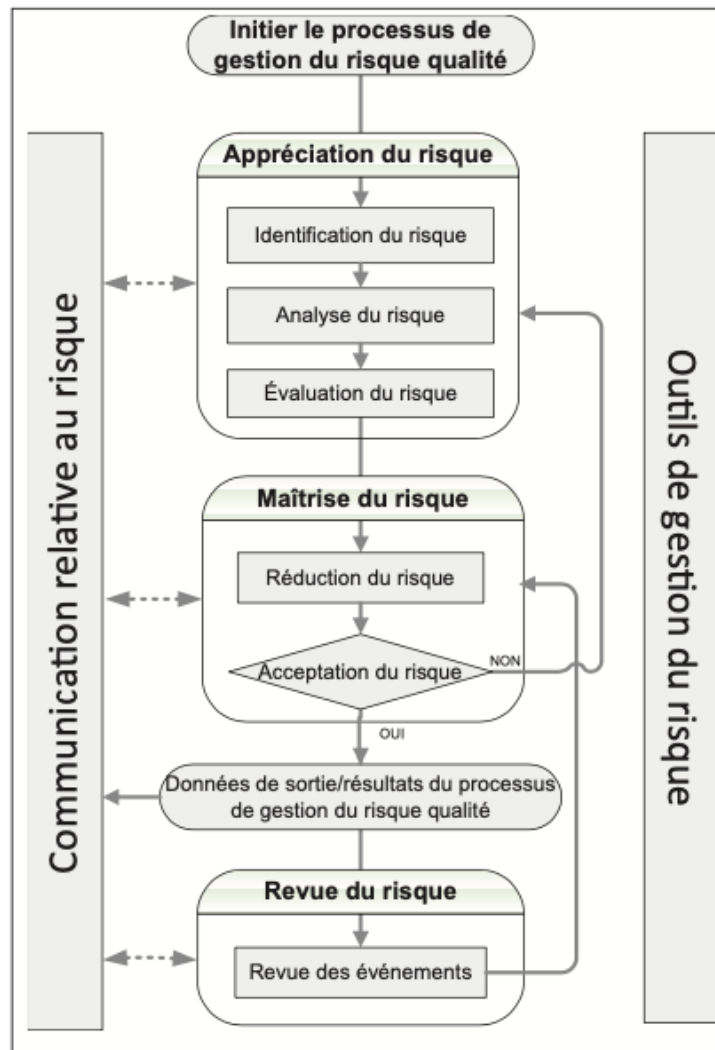 Initier le processus de
gestion du risque qualité
Communication relative au risque
Appréciation du risque
Identification du risque
Analyse du risque
Évaluation du risque
Maîtrise du risque
Réduction du risque
Acceptation du risque
NON
OUI
Données de sortie/résultats du processus
de gestion du risque qualité
Revue du risque
Revue des événements
Outils de gestion du risque